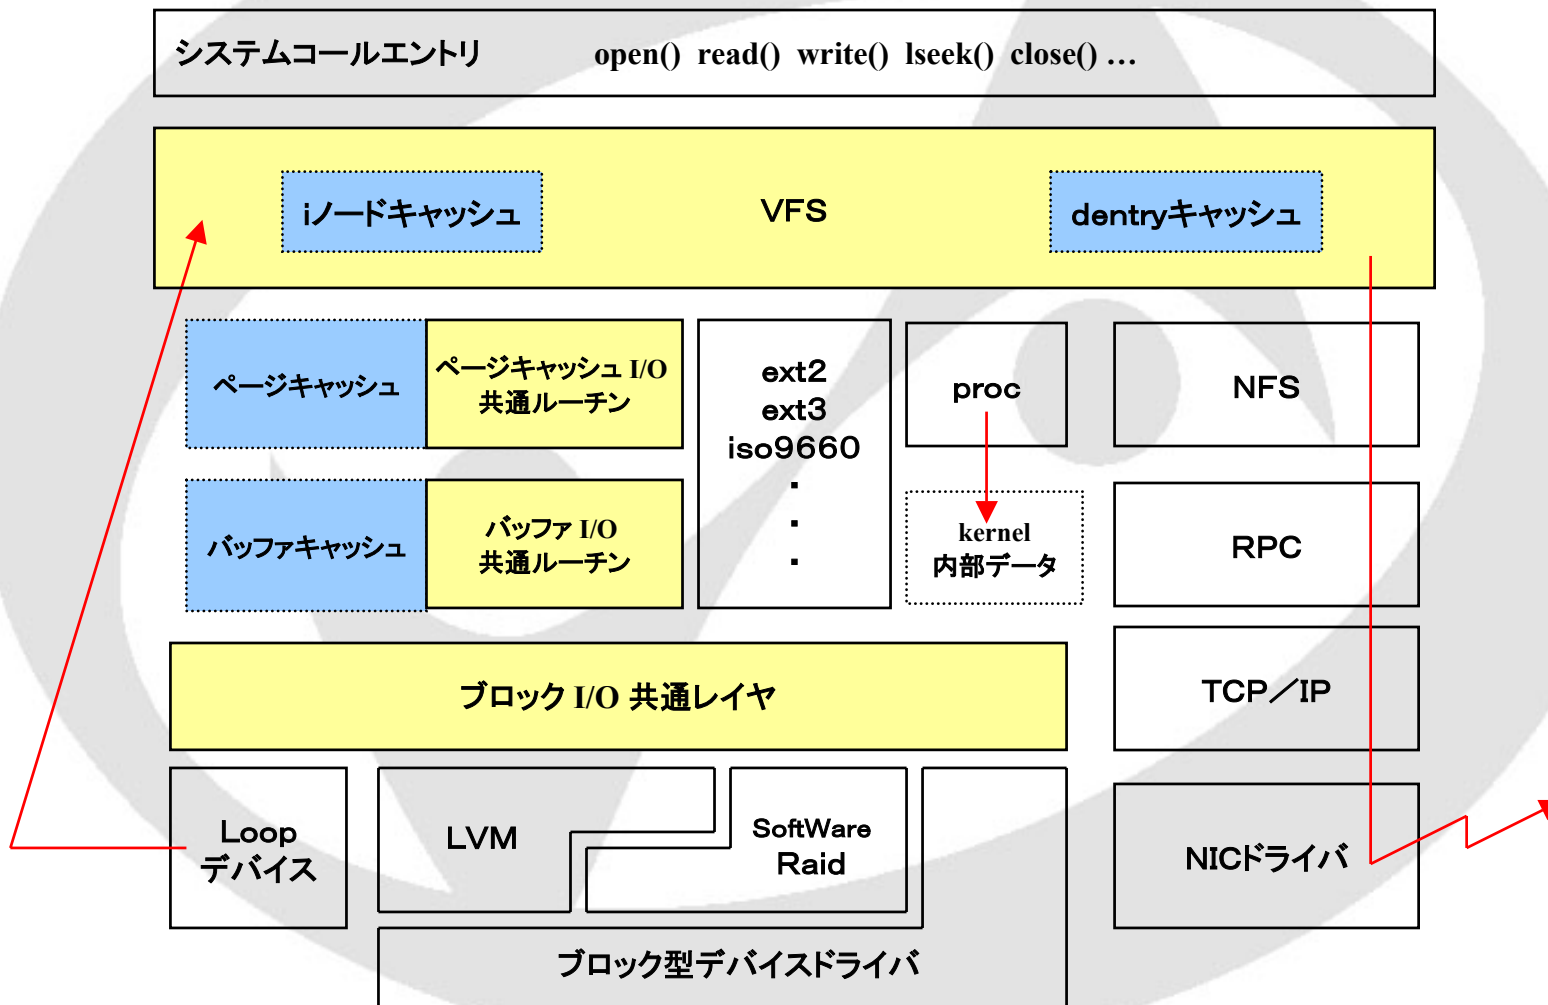 システムコールエントリ open() read() write() lseek() close() …
iノードキャッシュ
VFS
dentryキャッシュ
ページキャッシュ
ページキャッシュ I/O
共通ルーチン
ext2
ext3
iso9660
・
・
・
proc
NFS
バッファキャッシュ
バッファ I/O
共通ルーチン
kernel
内部データ
RPC
ブロック I/O 共通レイヤ
TCP／IP
Loop
デバイス
LVM
SoftWare
Raid
NICドライバ
ブロック型デバイスドライバ